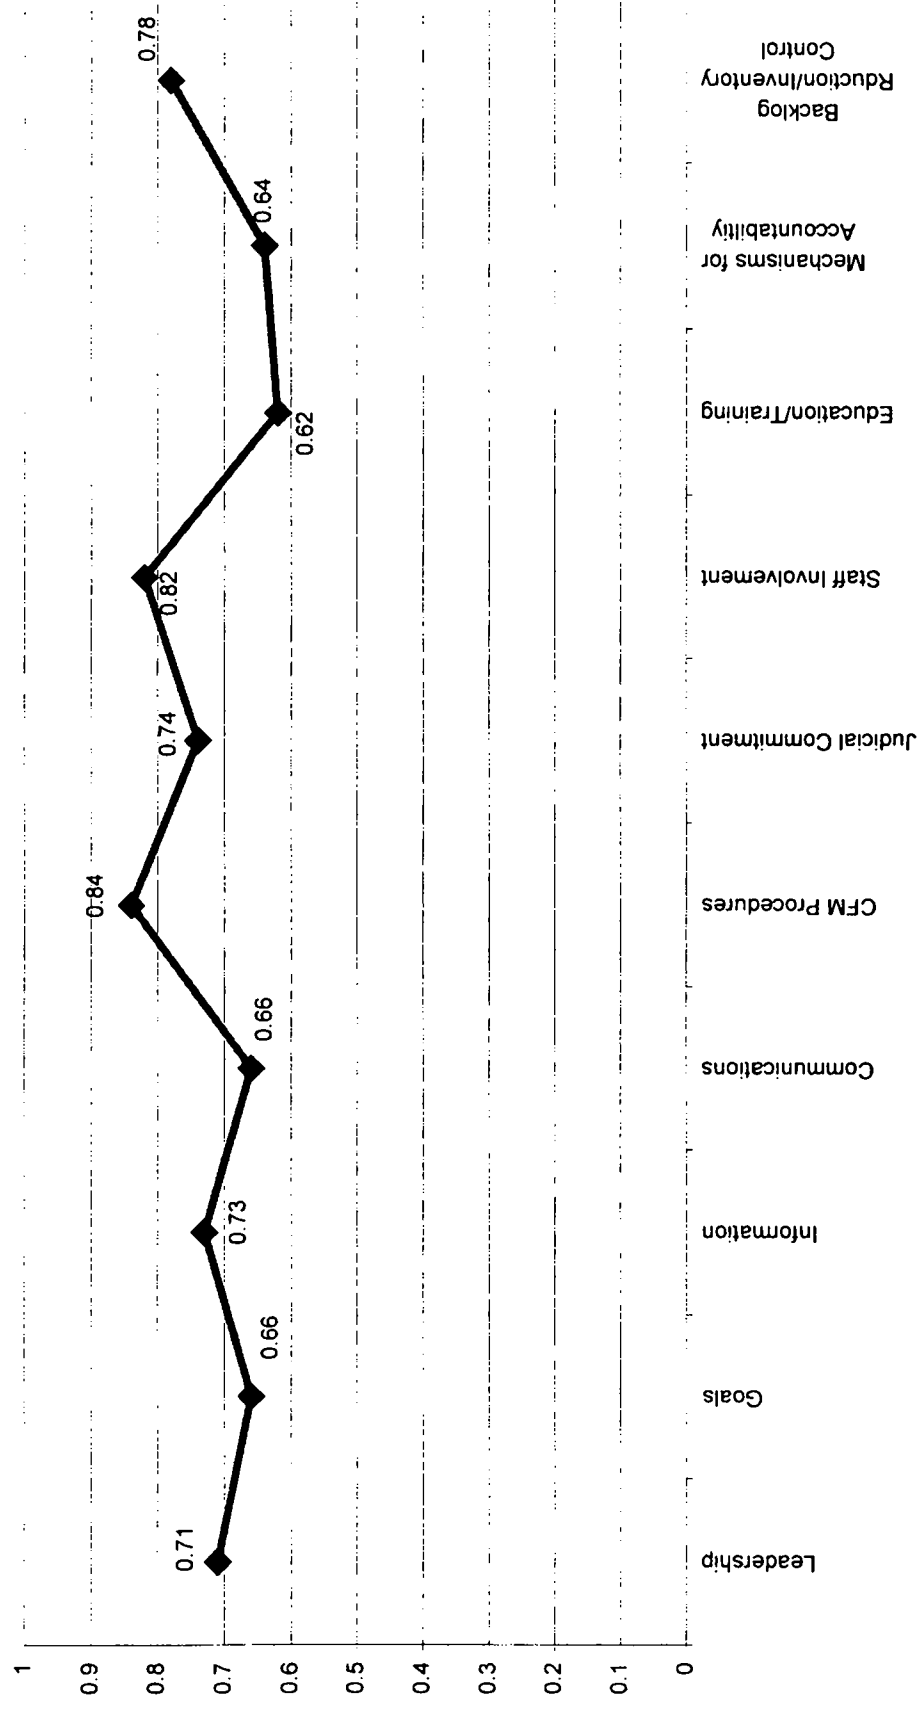 1
0.9
0.8
0.7
0.6
0.5
0.4
0.3
0.2
0.1
0
0.71
0.66
0.73
0.66
0.84
0.74
0.82
0.62
0.64
0.78
Leadership
Goals
Information
Communications
CFM Procedures
Judicial Commitment
Staff Involvement
Education/Training
Mechanisms for
Accountabiltiy
Backlog
Rduction/Inventory
Control